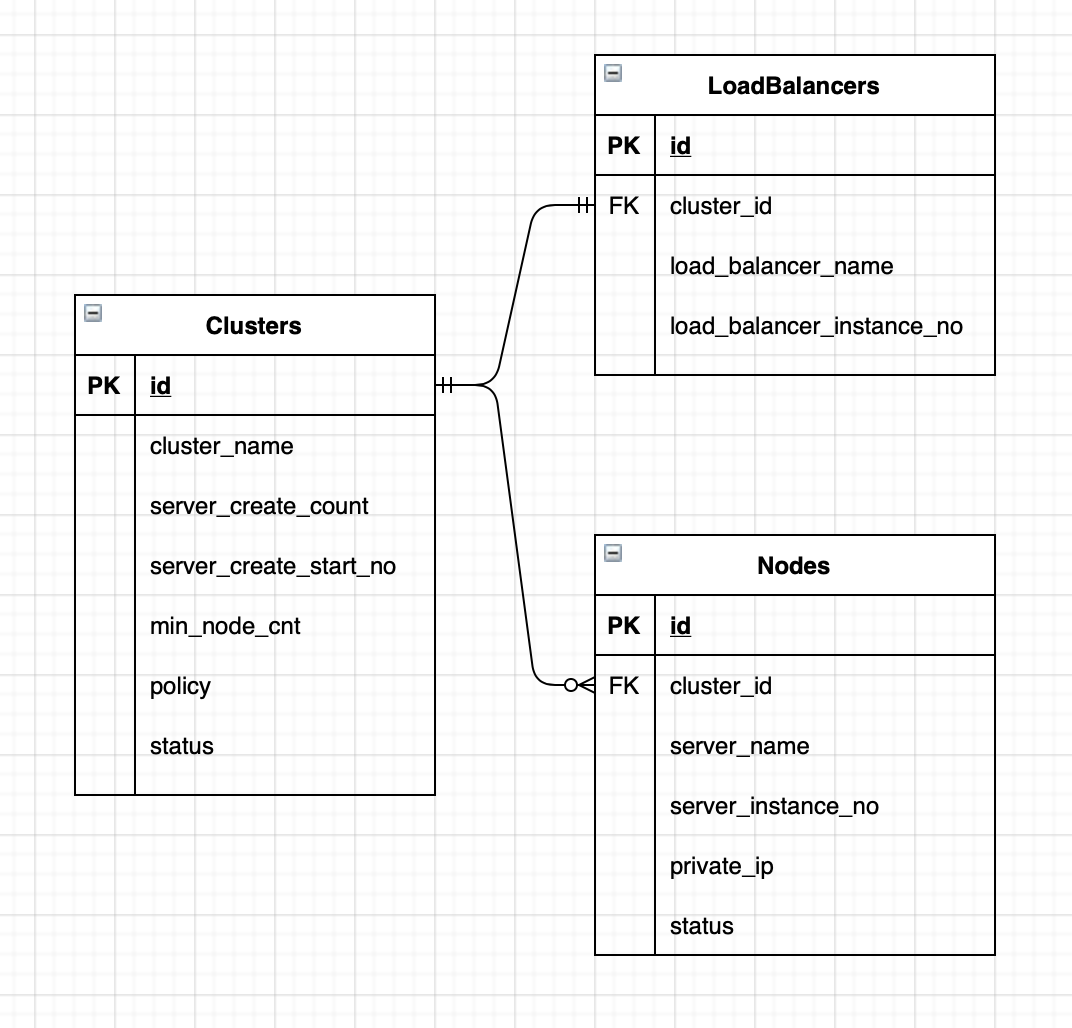 LoadBalancers
PK id
FK cluster_id
load_balancer_name
load_balancer_instance_no
Clusters
PK id
cluster_name
server_create_count
server_create_start_no
min_node_cnt
policy
status
Nodes
PK id
FK cluster_id
server_name
server_instance_no
private_ip
status